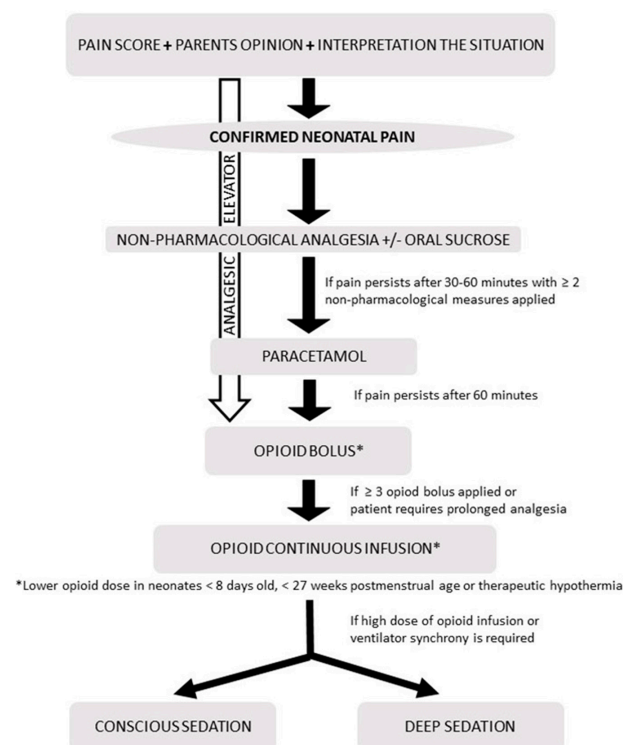 PAIN SCORE + PARENTS OPINION + INTERPRETATION THE SITUATION
CONFIRMED NEONATAL PAIN
ANALGESIC ELEVATOR
NON-PHARMACOLOGICAL ANALGESIA +/- ORAL SUCROSE
If pain persists after 30-60 minutes with ≥ 2
non-pharmacological measures applied
PARACETAMOL
If pain persists after 60 minutes
OPIOID BOLUS*
If ≥ 3 opiod bolus applied or
patient requires prolonged analgesia
OPIOID CONTINUOUS INFUSION*
*Lower opioid dose in neonates < 8 days old, < 27 weeks postmenstrual age or therapeutic hypothermia
If high dose of opioid infusion or
ventilator synchrony is required
CONSCIOUS SEDATION
DEEP SEDATION